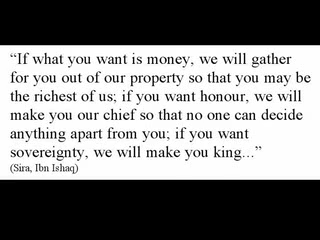 “If what you want is money, we will gather
for you out of our property so that you may be
the richest of us; if you want honour, we will
make you our chief so that no one can decide
anything apart from you; if you want
sovereignty, we will make you king...”
(Sira, Ibn Ishaq)